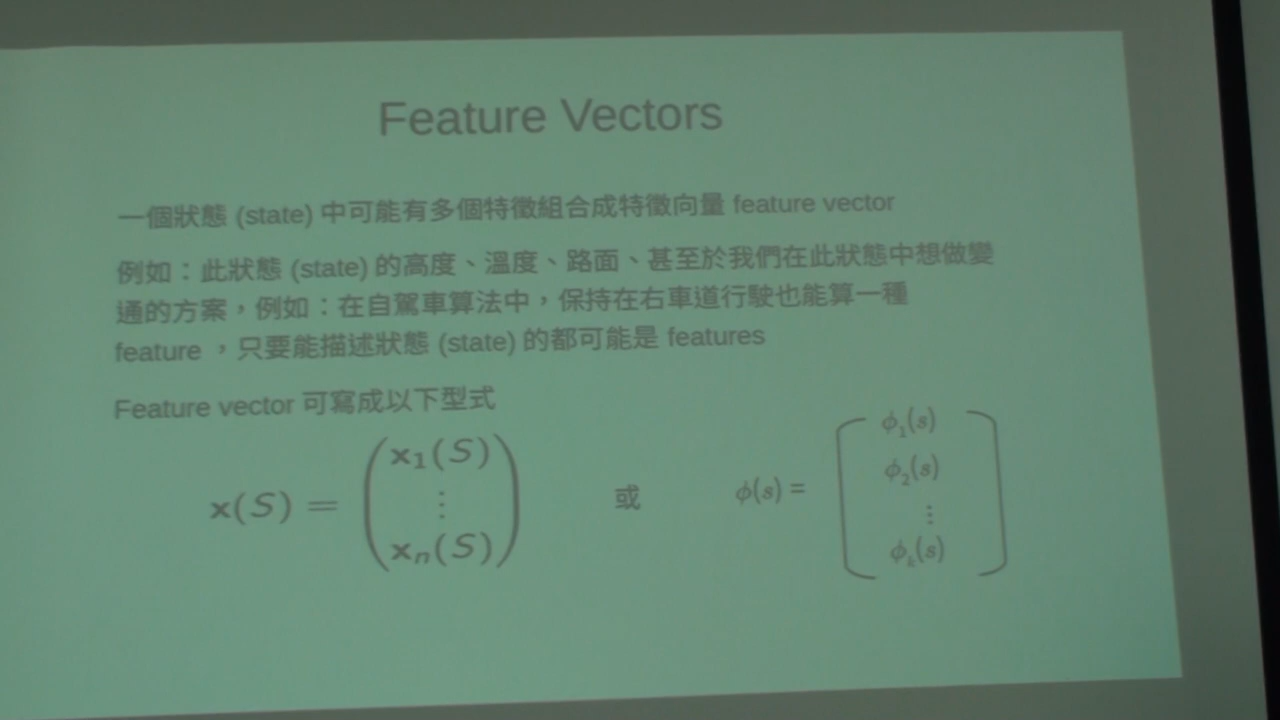 Feature Vectors
一個狀態 (state) 中可能有多個特徵組合成特徵向量 feature vector
例如：此狀態 (state) 的高度、溫度、路面、甚至於我們在此狀態中想做變
通的方案，例如：在自駕車算法中，保持在右車道行駛也能算一種
feature ，只要能描述狀態 (state) 的都可能是 features
Feature vector 可寫成以下型式
x(S) = (x₁(S) ⋮ xₙ(S)) 或 ϕ(s) = [ϕ₁(s) ϕ₂(s) ⋮ ϕₖ(s)]